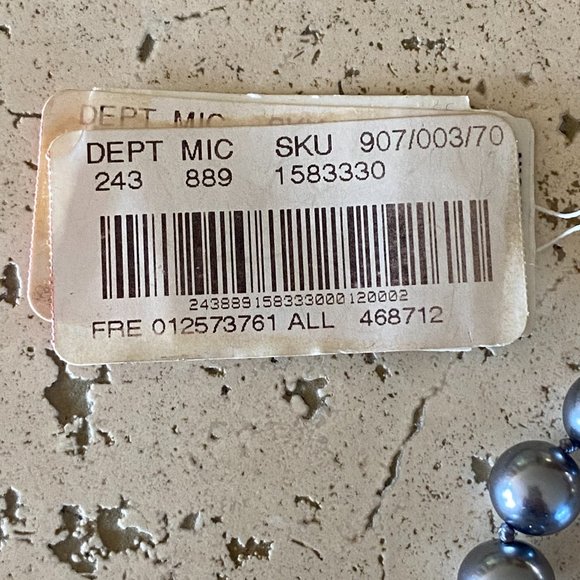 DEPT MIC
DEPT MIC SKU 907/003/70
243 889 1583330
243889158333000120002
FRE 012573761 ALL 468712